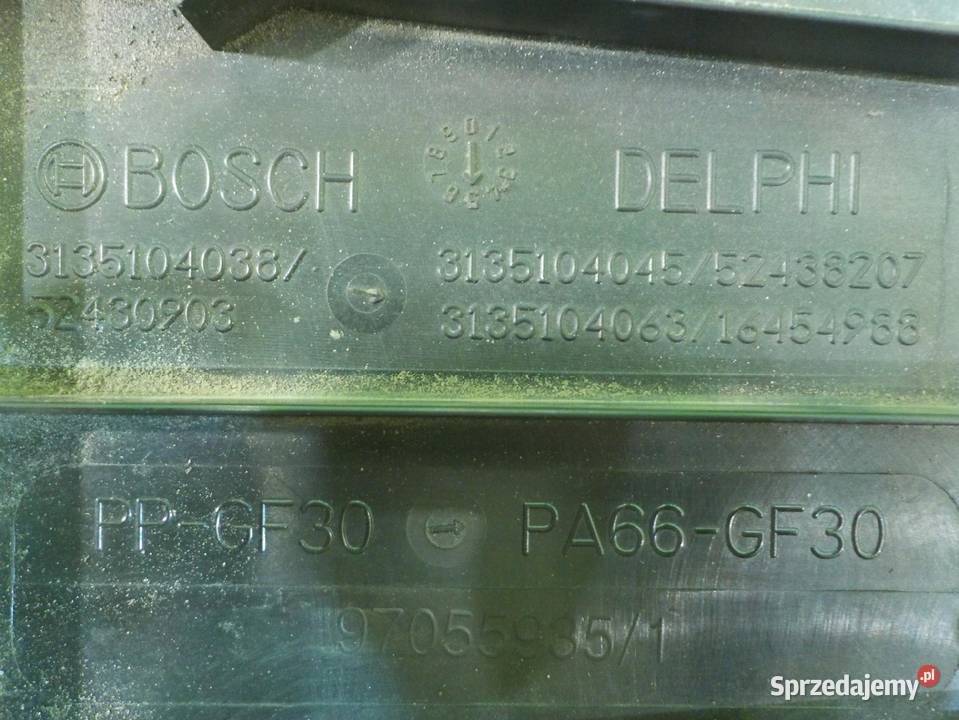 BOSCH DELPHI
3135104038/ 3135104045/52438207
52430903 3135104063/16454988
PP-GF30 PA66-GF30
97055935/1
Sprzedajemy.pl